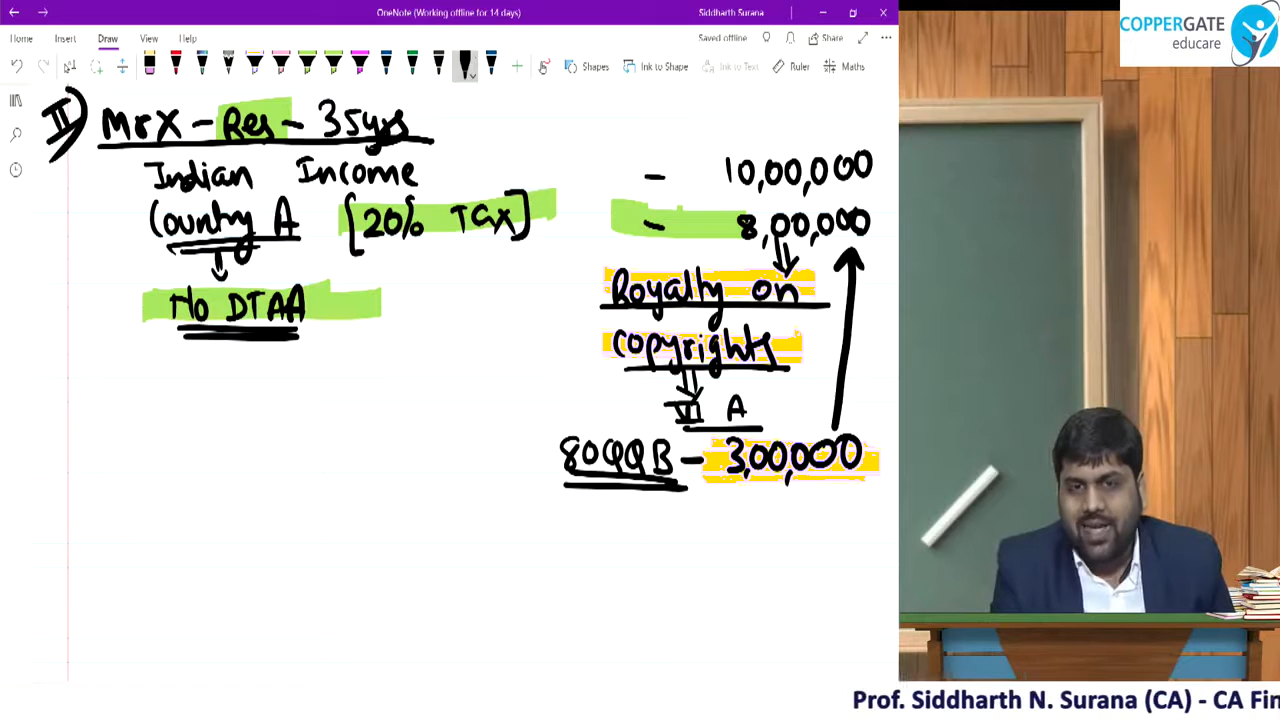 OneNote (Working offline for 14 days)
Siddharth Surana
Home Insert Draw View Help
Saved offline
Share
Shapes
Ink to Shape
Ink to Text
Ruler
Maths
COPPERGATE
educare
II) Mr X - Res - 35yrs
Indian Income - 10,00,000
Country A [20% Tax] - 8,00,000
No DTAA
Royalty on
Copyrights
VI A
80QQB - 3,00,000
Prof. Siddharth N. Surana (CA) - CA Fin